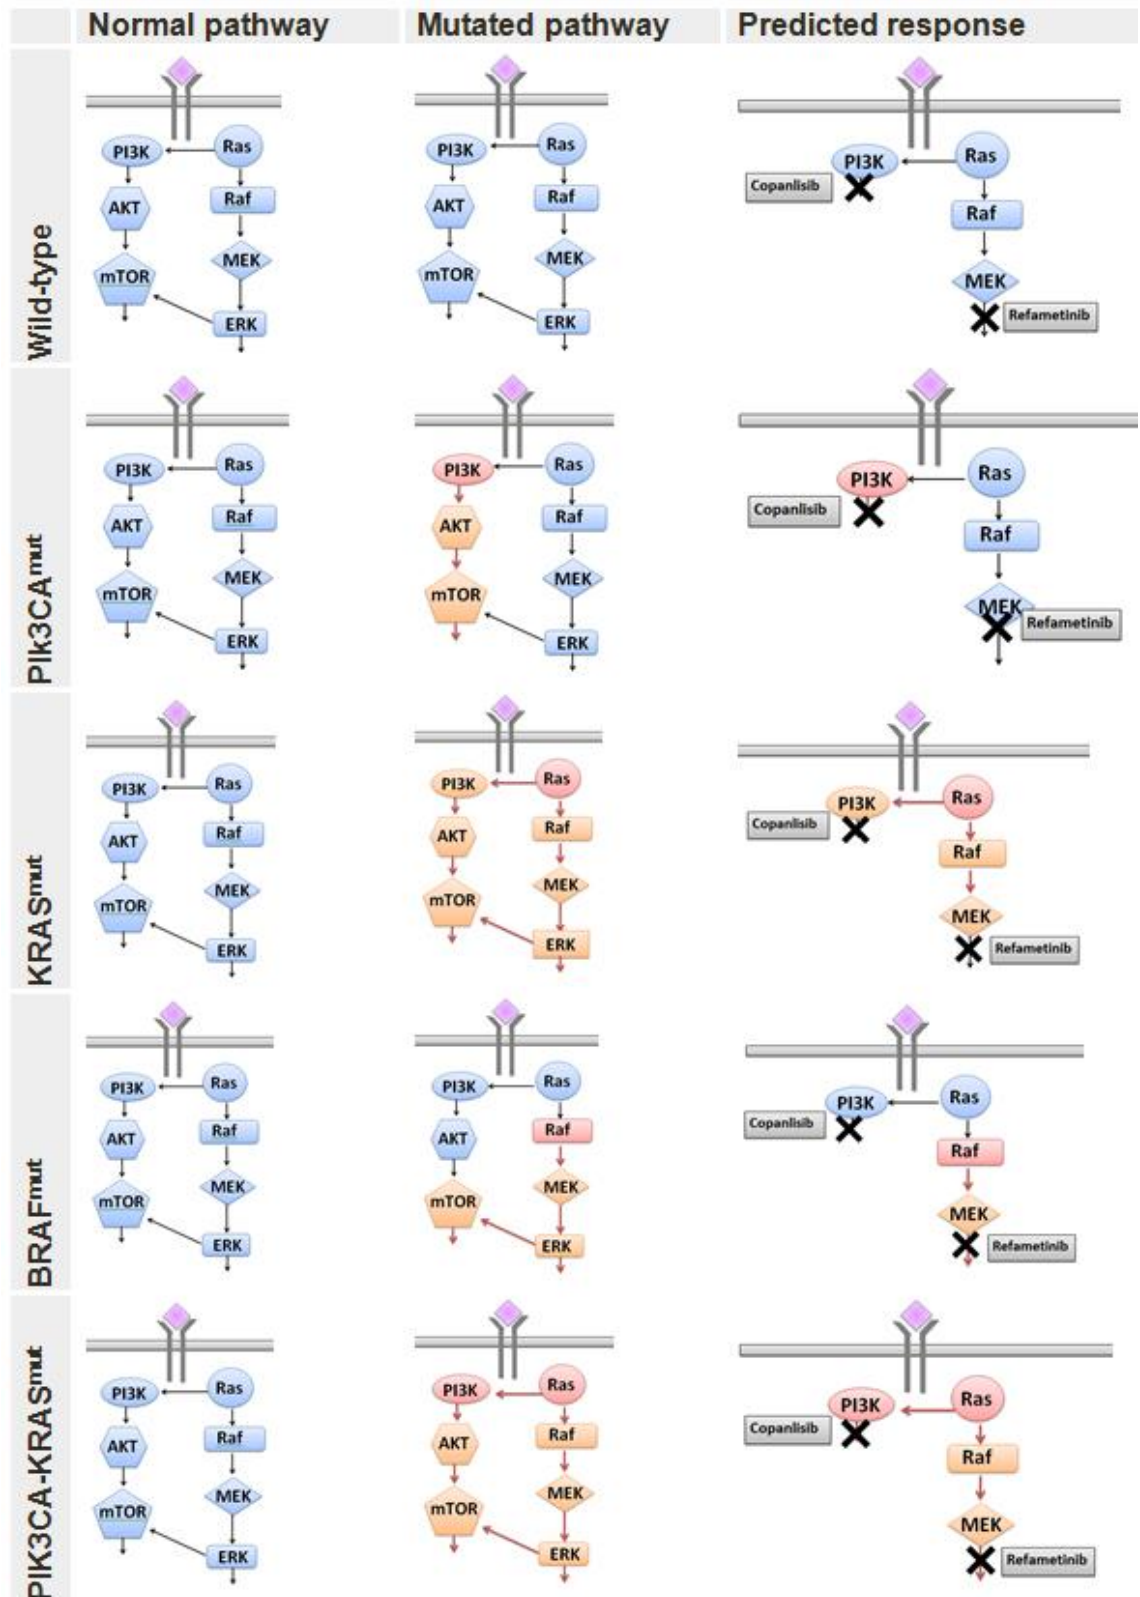 Normal pathway
Mutated pathway
Predicted response
Wild-type
PI3K
Ras
AKT
Raf
mTOR
MEK
ERK
PI3K
Ras
AKT
Raf
mTOR
MEK
ERK
PI3K
Ras
Copanlisib
Raf
MEK
Refametinib
PIk3CAmut
PI3K
Ras
AKT
Raf
mTOR
MEK
ERK
PI3K
Ras
AKT
Raf
mTOR
MEK
ERK
PI3K
Ras
Copanlisib
Raf
MEK
Refametinib
KRASmut
PI3K
Ras
AKT
Raf
mTOR
MEK
ERK
PI3K
Ras
AKT
Raf
mTOR
MEK
ERK
PI3K
Ras
Copanlisib
Raf
MEK
Refametinib
BRAFmut
PI3K
Ras
AKT
Raf
mTOR
MEK
ERK
PI3K
Ras
AKT
Raf
mTOR
MEK
ERK
PI3K
Ras
Copanlisib
Raf
MEK
Refametinib
PIK3CA-KRASmut
PI3K
Ras
AKT
Raf
mTOR
MEK
ERK
PI3K
Ras
AKT
Raf
mTOR
MEK
ERK
PI3K
Ras
Copanlisib
Raf
MEK
Refametinib